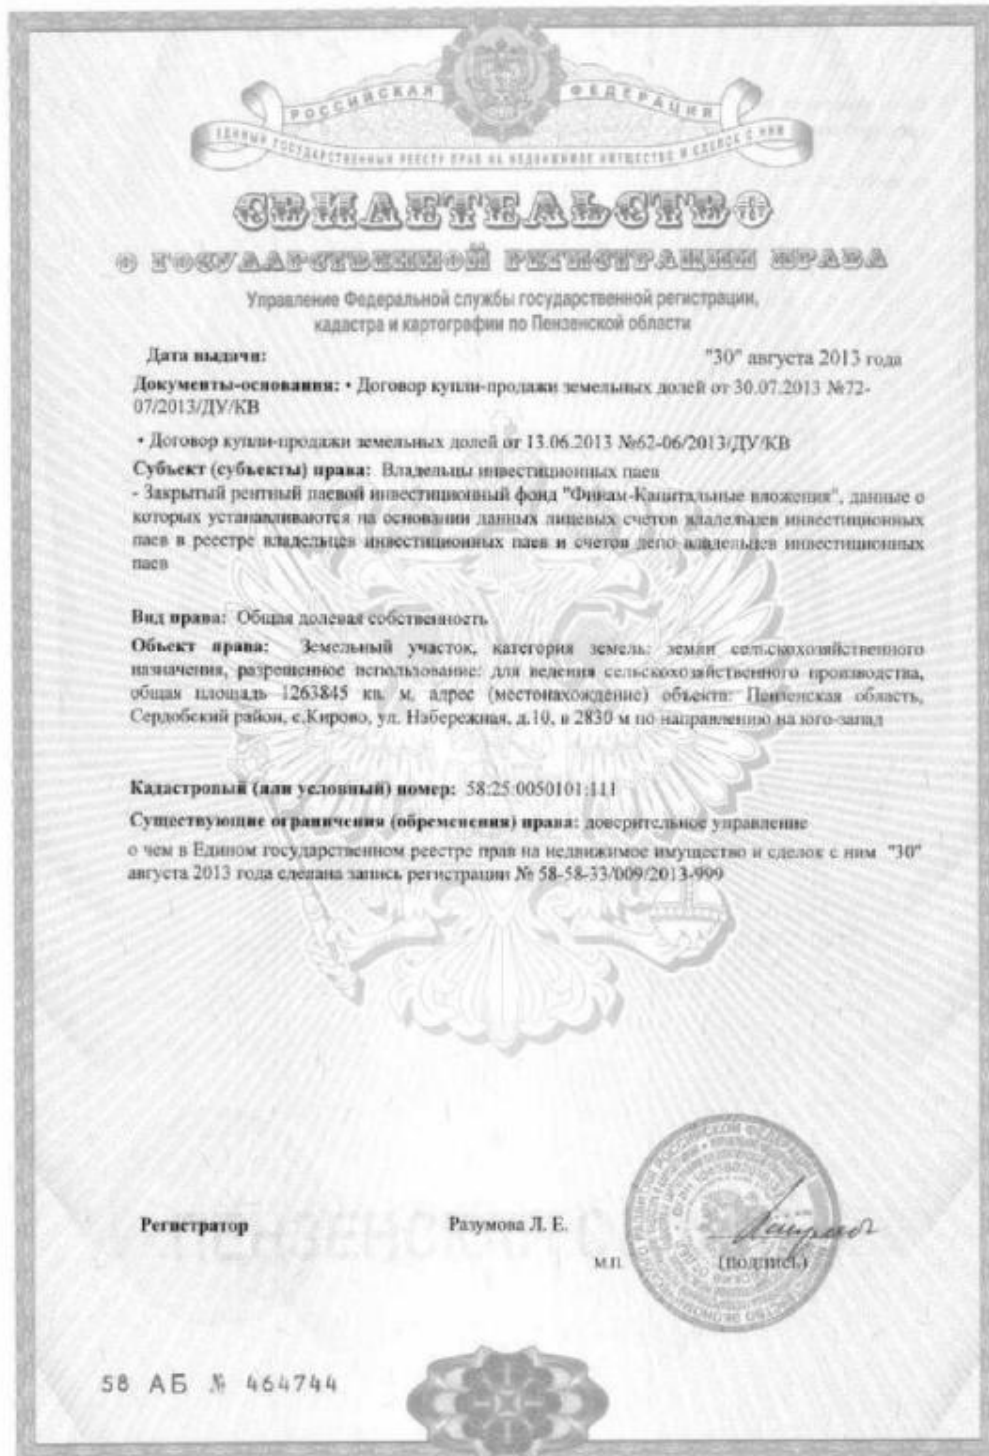 РОССИЙСКАЯ ФЕДЕРАЦИЯ
ЕДИНЫЙ ГОСУДАРСТВЕННЫЙ РЕЕСТР ПРАВ НА НЕДВИЖИМОЕ ИМУЩЕСТВО И СДЕЛОК С НИМ
СВИДЕТЕЛЬСТВО
О ГОСУДАРСТВЕННОЙ РЕГИСТРАЦИИ ПРАВА
Управление Федеральной службы государственной регистрации,
кадастра и картографии по Пензенской области
Дата выдачи: "30" августа 2013 года
Документы-основания: • Договор купли-продажи земельных долей от 30.07.2013 №72-
07/2013/ДУ/КВ
• Договор купли-продажи земельных долей от 13.06.2013 №62-06/2013/ДУ/КВ
Субъект (субъекты) права: Владельцы инвестиционных паев
- Закрытый рентный паевой инвестиционный фонд "Финам-Капитальные вложения", данные о
которых устанавливаются на основании данных лицевых счетов владельцев инвестиционных
паев в реестре владельцев инвестиционных паев и счетов депо владельцев инвестиционных
паев
Вид права: Общая долевая собственность
Объект права: Земельный участок, категория земель: земли сельскохозяйственного
назначения, разрешенное использование: для ведения сельскохозяйственного производства,
общая площадь 1263845 кв. м, адрес (местонахождение) объекта: Пензенская область,
Сердобский район, с.Кирово, ул. Набережная, д.10, в 2830 м по направлению на юго-запад
Кадастровый (или условный) номер: 58:25:0050101:111
Существующие ограничения (обременения) права: доверительное управление
о чем в Едином государственном реестре прав на недвижимое имущество и сделок с ним "30"
августа 2013 года сделана запись регистрации № 58-58-33/009/2013-999
Регистратор Разумова Л. Е.
М.П. (подпись)
58 АБ № 464744